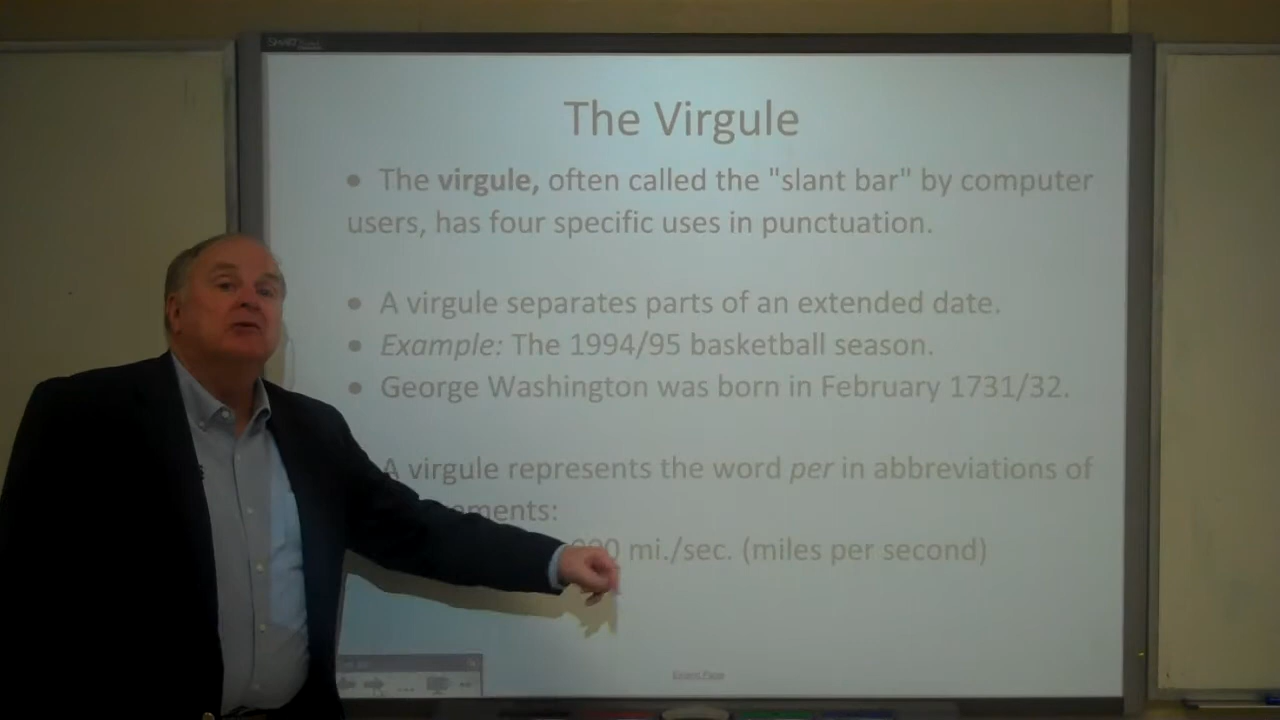 The Virgule
• The virgule, often called the "slant bar" by computer
users, has four specific uses in punctuation.
• A virgule separates parts of an extended date.
• Example: The 1994/95 basketball season.
• George Washington was born in February 1731/32.
A virgule represents the word per in abbreviations of
ements:
000 mi./sec. (miles per second)